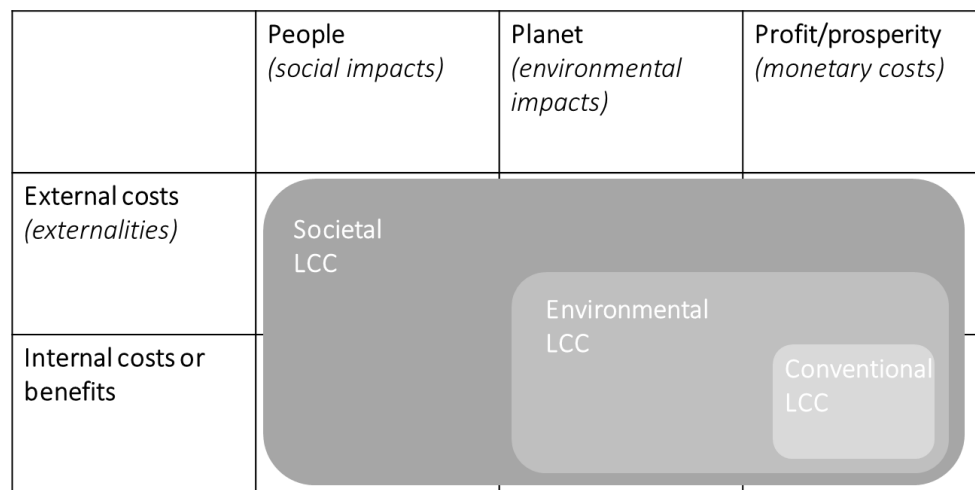 People
(social impacts)
Planet
(environmental
impacts)
Profit/prosperity
(monetary costs)
External costs
(externalities)
Societal
LCC
Environmental
LCC
Internal costs or
benefits
Conventional
LCC